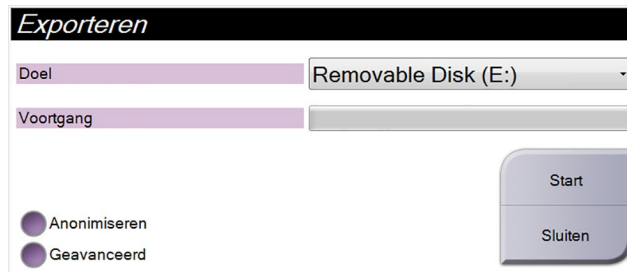 Exporteren
Doel
Removable Disk (E:)
Voortgang
Start
Anonimiseren
Sluiten
Geavanceerd